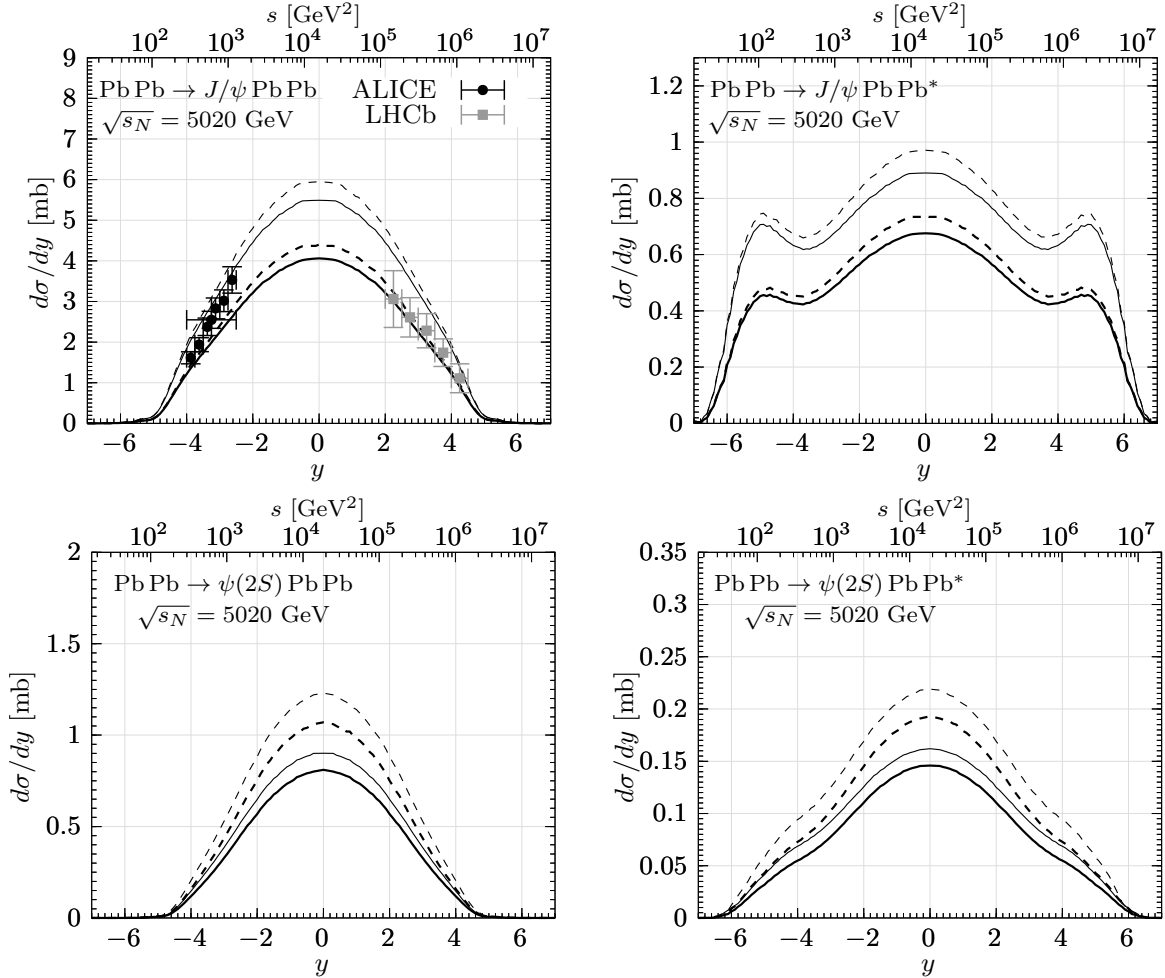 s [GeV²]
10² 10³ 10⁴ 10⁵ 10⁶ 10⁷
9
8
7
6
5
4
3
2
1
0
dσ/dy [mb]
Pb Pb → J/ψ Pb Pb
√s_N = 5020 GeV
ALICE
LHCb
−6 −4 −2 0 2 4 6
y
s [GeV²]
10² 10³ 10⁴ 10⁵ 10⁶ 10⁷
1.2
1
0.8
0.6
0.4
0.2
0
dσ/dy [mb]
Pb Pb → J/ψ Pb Pb*
√s_N = 5020 GeV
−6 −4 −2 0 2 4 6
y
s [GeV²]
10² 10³ 10⁴ 10⁵ 10⁶ 10⁷
2
1.5
1
0.5
0
dσ/dy [mb]
Pb Pb → ψ(2S) Pb Pb
√s_N = 5020 GeV
−6 −4 −2 0 2 4 6
y
s [GeV²]
10² 10³ 10⁴ 10⁵ 10⁶ 10⁷
0.35
0.3
0.25
0.2
0.15
0.1
0.05
0
dσ/dy [mb]
Pb Pb → ψ(2S) Pb Pb*
√s_N = 5020 GeV
−6 −4 −2 0 2 4 6
y